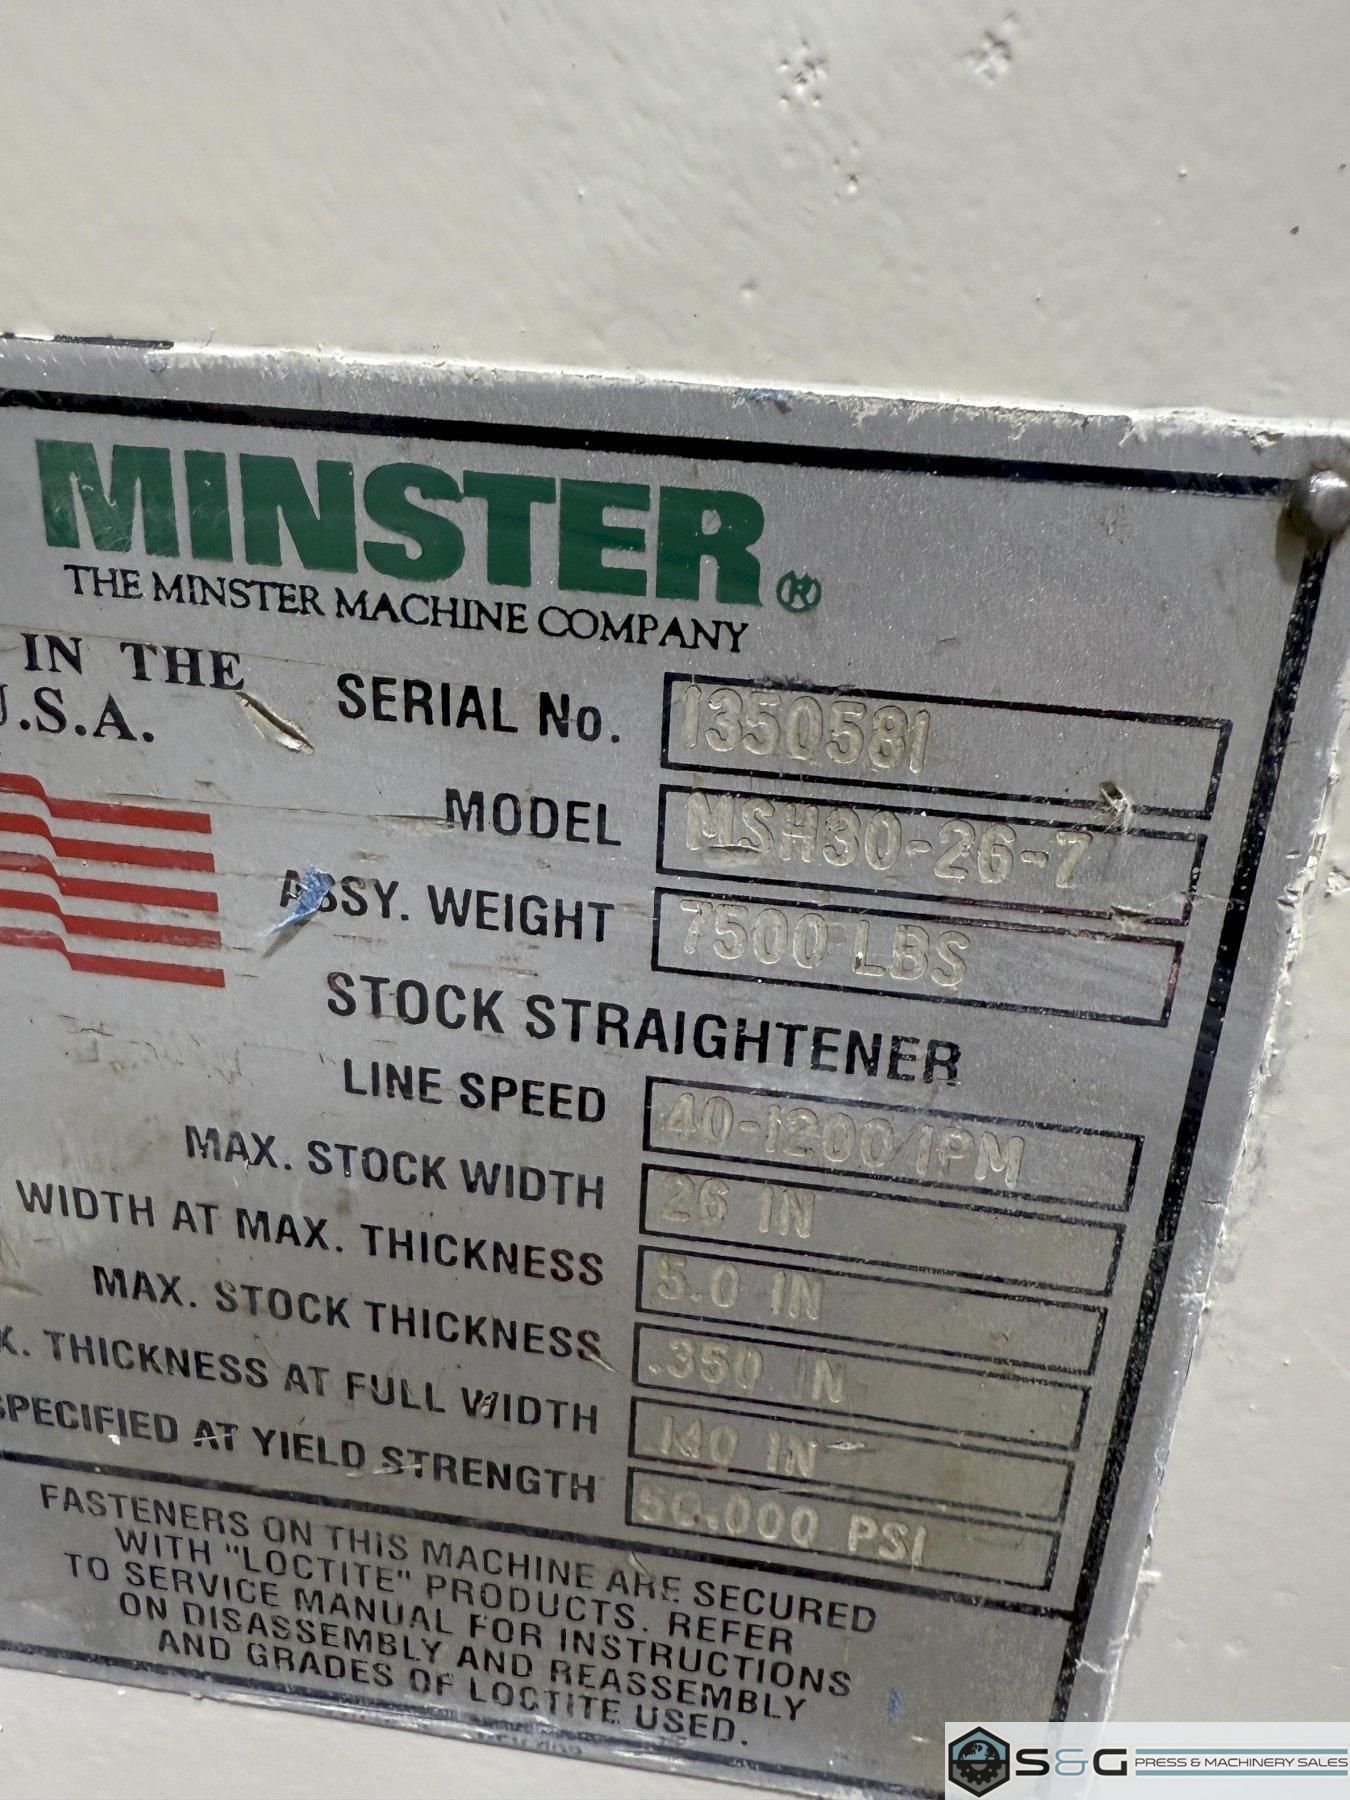 MINSTER®
THE MINSTER MACHINE COMPANY
IN THE
U.S.A.
SERIAL No. 1350581
MODEL MSH30-26-7
ASSY. WEIGHT 7500 LBS
STOCK STRAIGHTENER
LINE SPEED 40-1200/IPM
MAX. STOCK WIDTH 26 IN
WIDTH AT MAX. THICKNESS 5.0 IN
MAX. STOCK THICKNESS .350 IN
THICKNESS AT FULL WIDTH .140 IN
SPECIFIED AT YIELD STRENGTH 50.000 PSI
FASTENERS ON THIS MACHINE ARE SECURED
WITH "LOCTITE" PRODUCTS. REFER
TO SERVICE MANUAL FOR INSTRUCTIONS
ON DISASSEMBLY AND REASSEMBLY
AND GRADES OF LOCTITE USED.
S&G PRESS & MACHINERY SALES